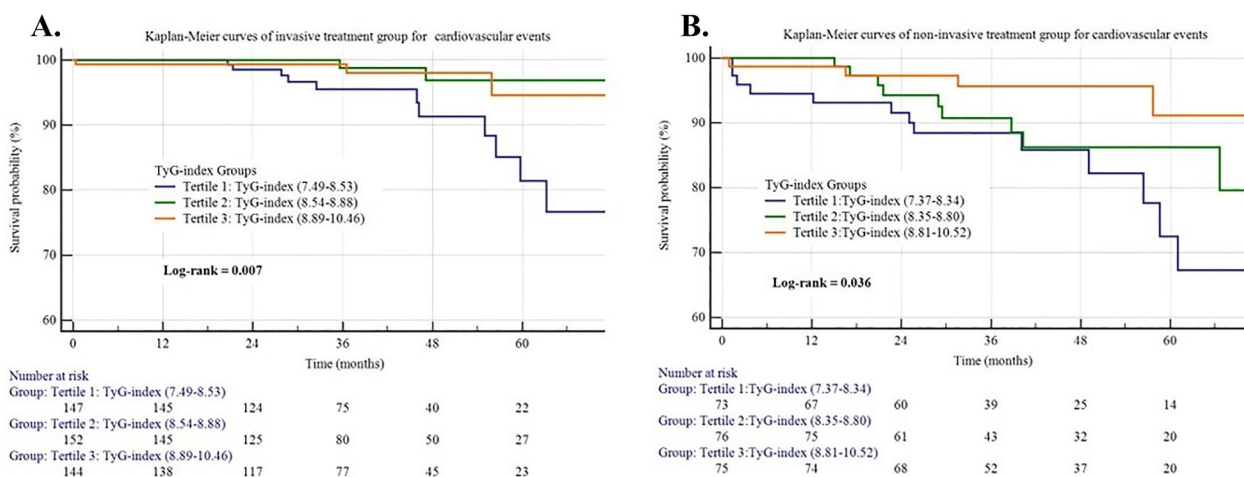 A.
Kaplan-Meier curves of invasive treatment group for cardiovascular events
Survival probability (%)
100
90
80
70
60
TyG-index Groups
Tertile 1: TyG-index (7.49-8.53)
Tertile 2: TyG-index (8.54-8.88)
Tertile 3: TyG-index (8.89-10.46)
Log-rank = 0.007
0 12 24 36 48 60
Time (months)
Number at risk
Group: Tertile 1: TyG-index (7.49-8.53)
147 145 124 75 40 22
Group: Tertile 2: TyG-index (8.54-8.88)
152 145 125 80 50 27
Group: Tertile 3: TyG-index (8.89-10.46)
144 138 117 77 45 23
B.
Kaplan-Meier curves of non-invasive treatment group for cardiovascular events
Survival probability (%)
100
90
80
70
60
TyG-index Groups
Tertile 1:TyG-index (7.37-8.34)
Tertile 2:TyG-index (8.35-8.80)
Tertile 3:TyG-index (8.81-10.52)
Log-rank = 0.036
0 12 24 36 48 60
Time (months)
Number at risk
Group: Tertile 1:TyG-index (7.37-8.34)
73 67 60 39 25 14
Group: Tertile 2:TyG-index (8.35-8.80)
76 75 61 43 32 20
Group: Tertile 3:TyG-index (8.81-10.52)
75 74 68 52 37 20